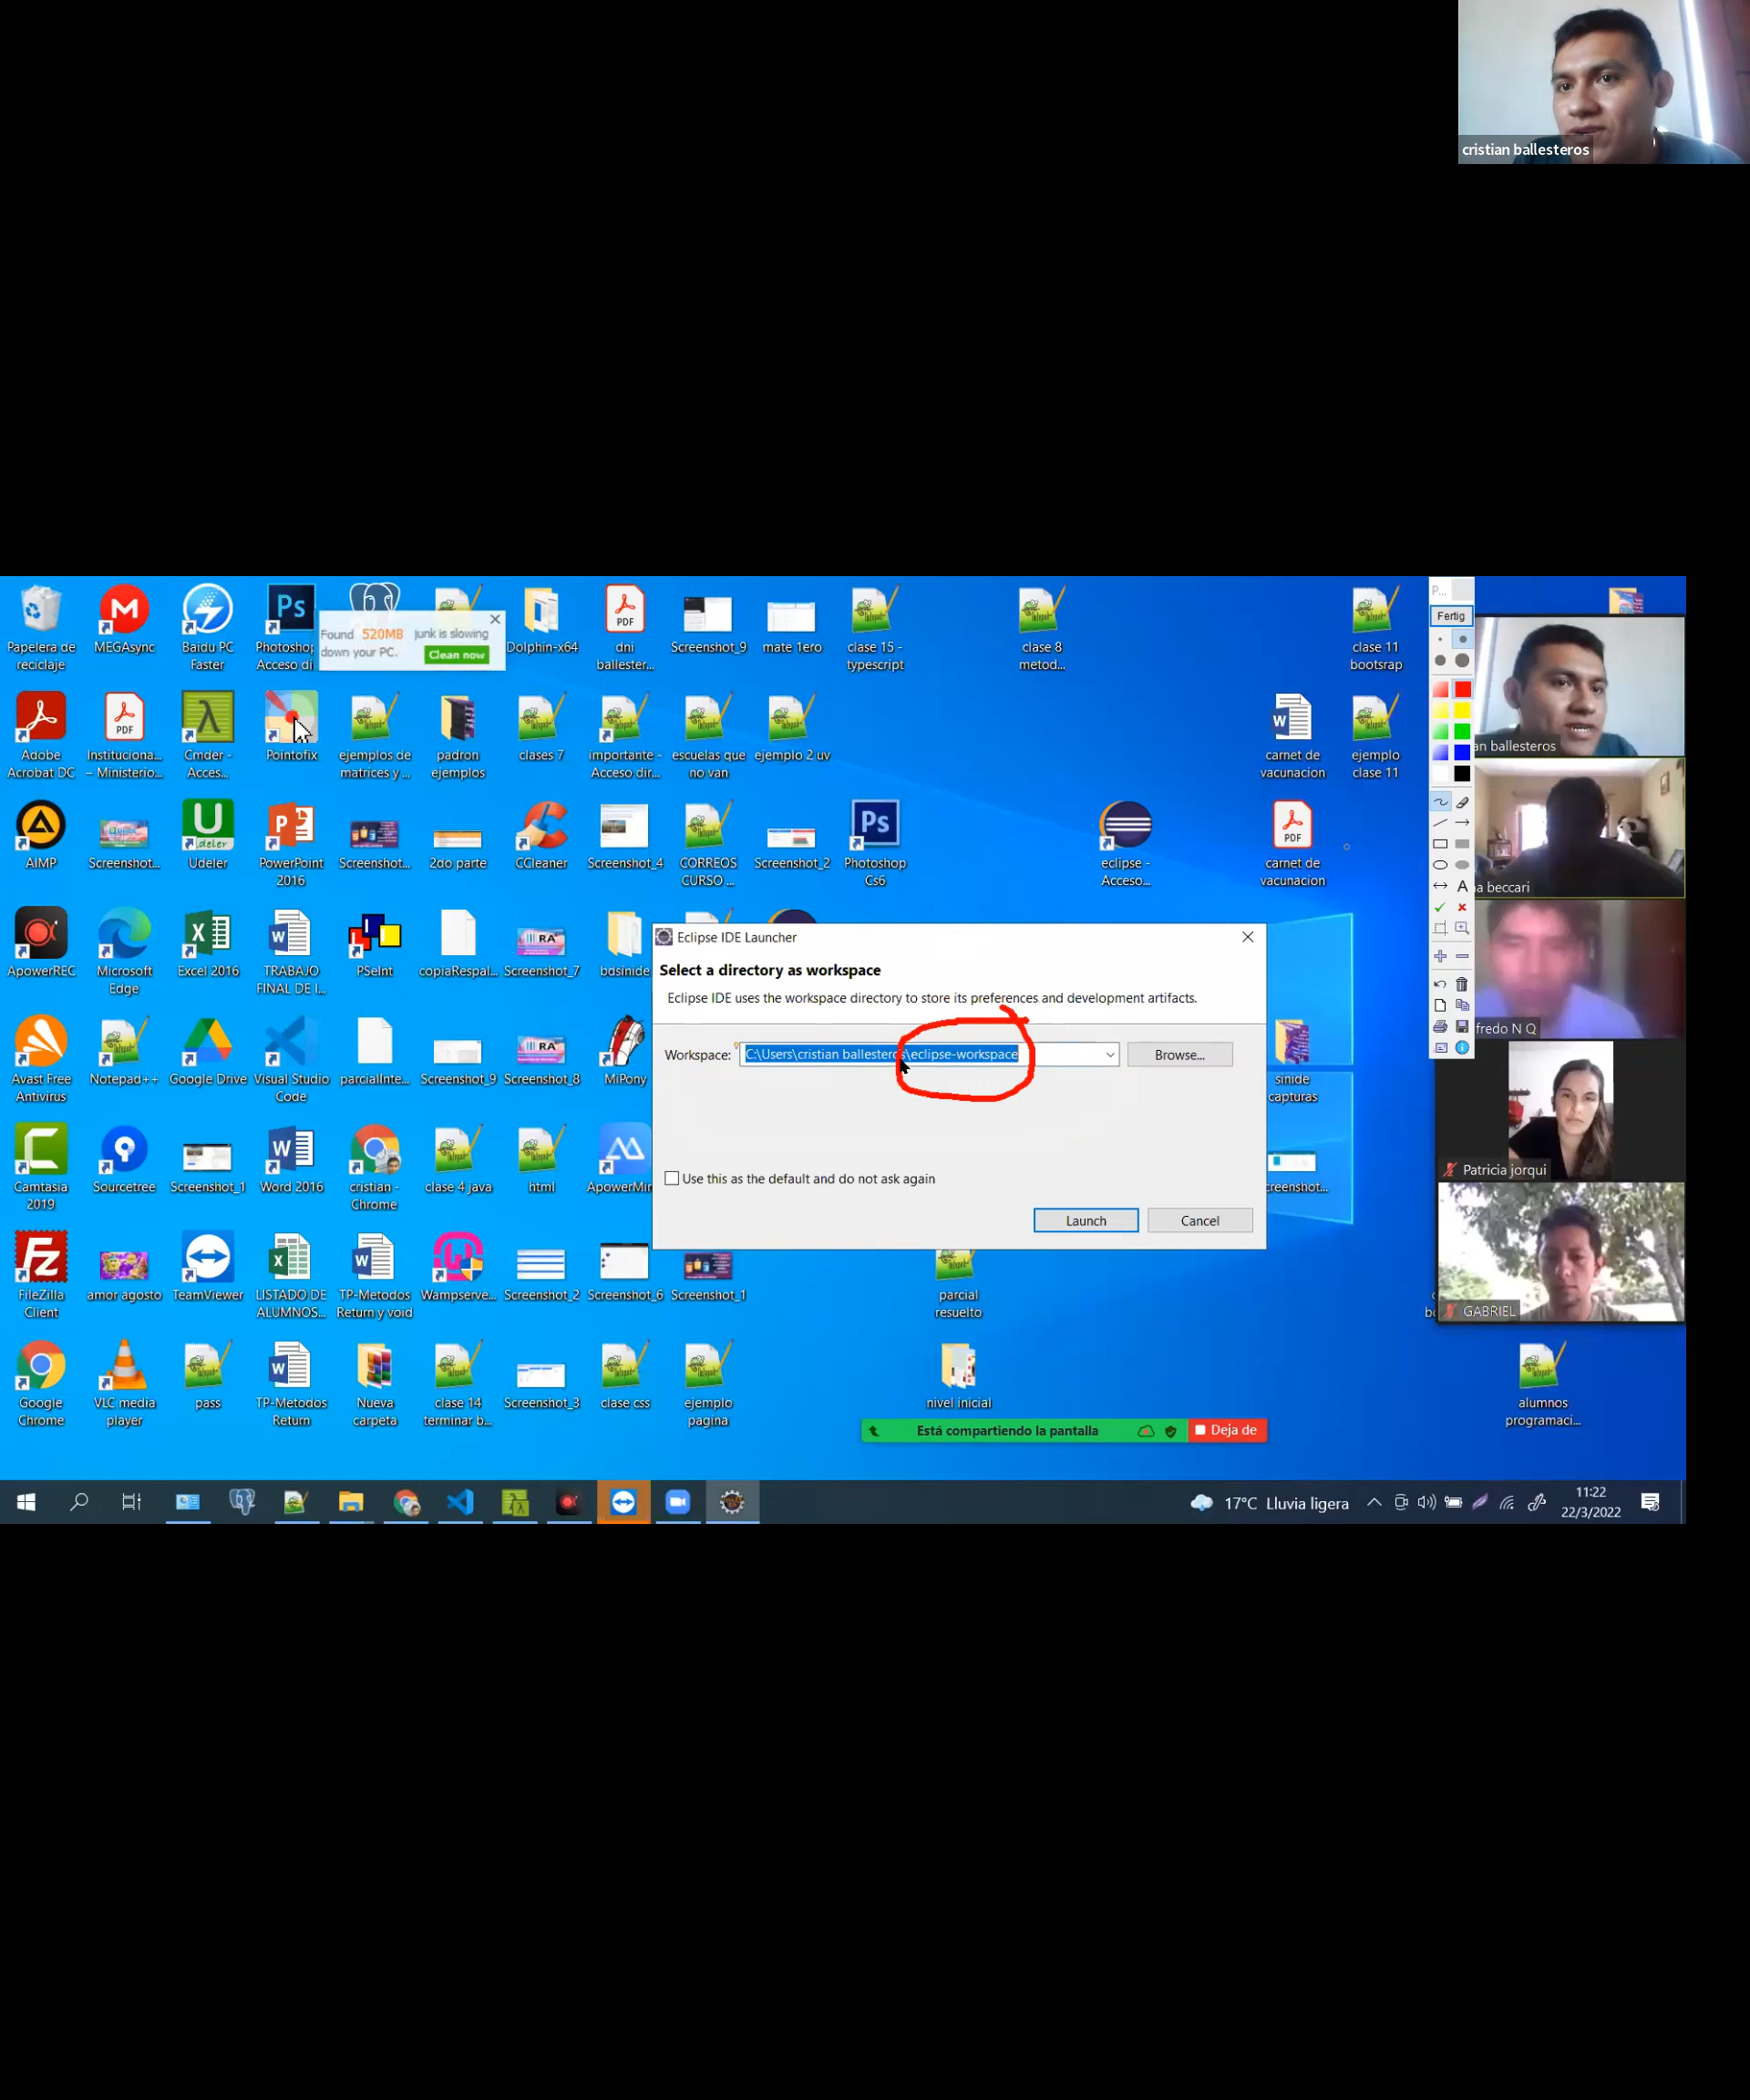 cristian ballesteros
Papelera de
reciclaje
MEGAsync
Baidu PC
Faster
Photoshop
Acceso di
Found 520MB junk is slowing
down your PC.
Clean now
Dolphin-x64
dni
ballester...
Screenshot_9
mate 1ero
clase 15 -
typescript
clase 8
metod...
clase 11
bootsrap
P...
Fertig
an ballesteros
Adobe
Acrobat DC
Instituciona...
– Ministerio...
Cmder -
Acces...
Pointofix
ejemplos de
matrices y ...
padron
ejemplos
clases 7
importante -
Acceso dir...
escuelas que
no van
ejemplo 2 uv
carnet de
vacunacion
ejemplo
clase 11
AIMP
Screenshot...
Udeler
PowerPoint
2016
Screenshot...
2do parte
CCleaner
Screenshot_4
CORREOS
CURSO ...
Screenshot_2
Photoshop
Cs6
eclipse -
Acceso...
carnet de
vacunacion
na beccari
ApowerREC
Microsoft
Edge
Excel 2016
TRABAJO
FINAL DE I...
PSeInt
copiaRespal...
Screenshot_7
bdsinide
Eclipse IDE Launcher
Select a directory as workspace
Eclipse IDE uses the workspace directory to store its preferences and development artifacts.
Workspace:
C:\Users\cristian ballesteros\eclipse-workspace
Browse...
Use this as the default and do not ask again
Launch
Cancel
fredo N Q
Avast Free
Antivirus
Notepad++
Google Drive
Visual Studio
Code
parcialInte...
Screenshot_9
Screenshot_8
MiPony
sinide
capturas
Patricia jorqui
Camtasia
2019
Sourcetree
Screenshot_1
Word 2016
cristian -
Chrome
clase 4 java
html
ApowerMir
creenshot...
GABRIEL
FileZilla
Client
amor agosto
TeamViewer
LISTADO DE
ALUMNOS...
TP-Metodos
Return y void
Wampserve...
Screenshot_2
Screenshot_6
Screenshot_1
parcial
resuelto
Google
Chrome
VLC media
player
pass
TP-Metodos
Return
Nueva
carpeta
clase 14
terminar b...
Screenshot_3
clase css
ejemplo
pagina
nivel inicial
alumnos
programaci...
Está compartiendo la pantalla
Deja de
17°C Lluvia ligera
11:22
22/3/2022